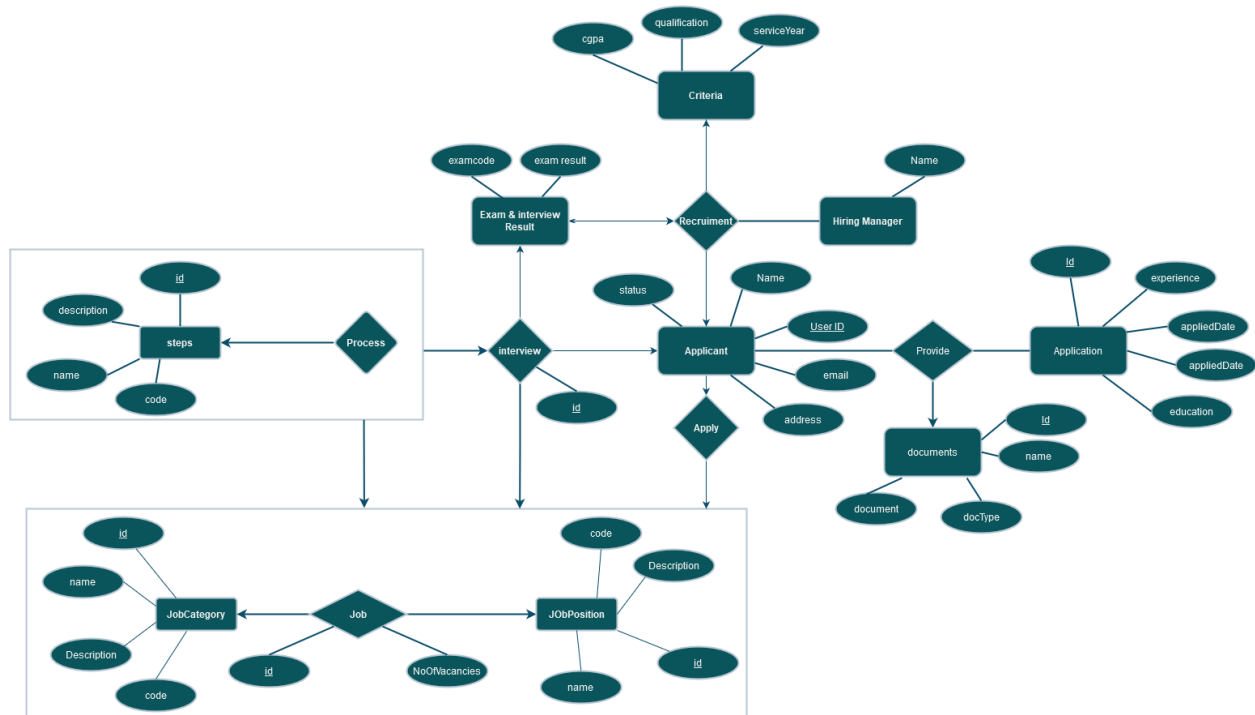 qualification
serviceYear
cgpa
Criteria
examcode
exam result
Name
Exam & interview
Result
Recruiment
Hiring Manager
id
Id
description
status
Name
experience
User ID
appliedDate
steps
Process
interview
Applicant
Provide
Application
name
email
appliedDate
code
id
address
education
Apply
Id
documents
name
document
docType
id
code
name
Description
JobCategory
Job
JObPosition
Description
id
NoOfVacancies
id
code
name